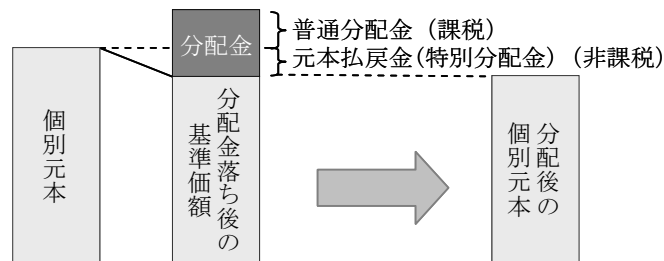 普通分配金（課税）
分配金
元本払戻金(特別分配金)（非課税）
個別元本
分配金落ち後の
基準価額
分配後の
個別元本